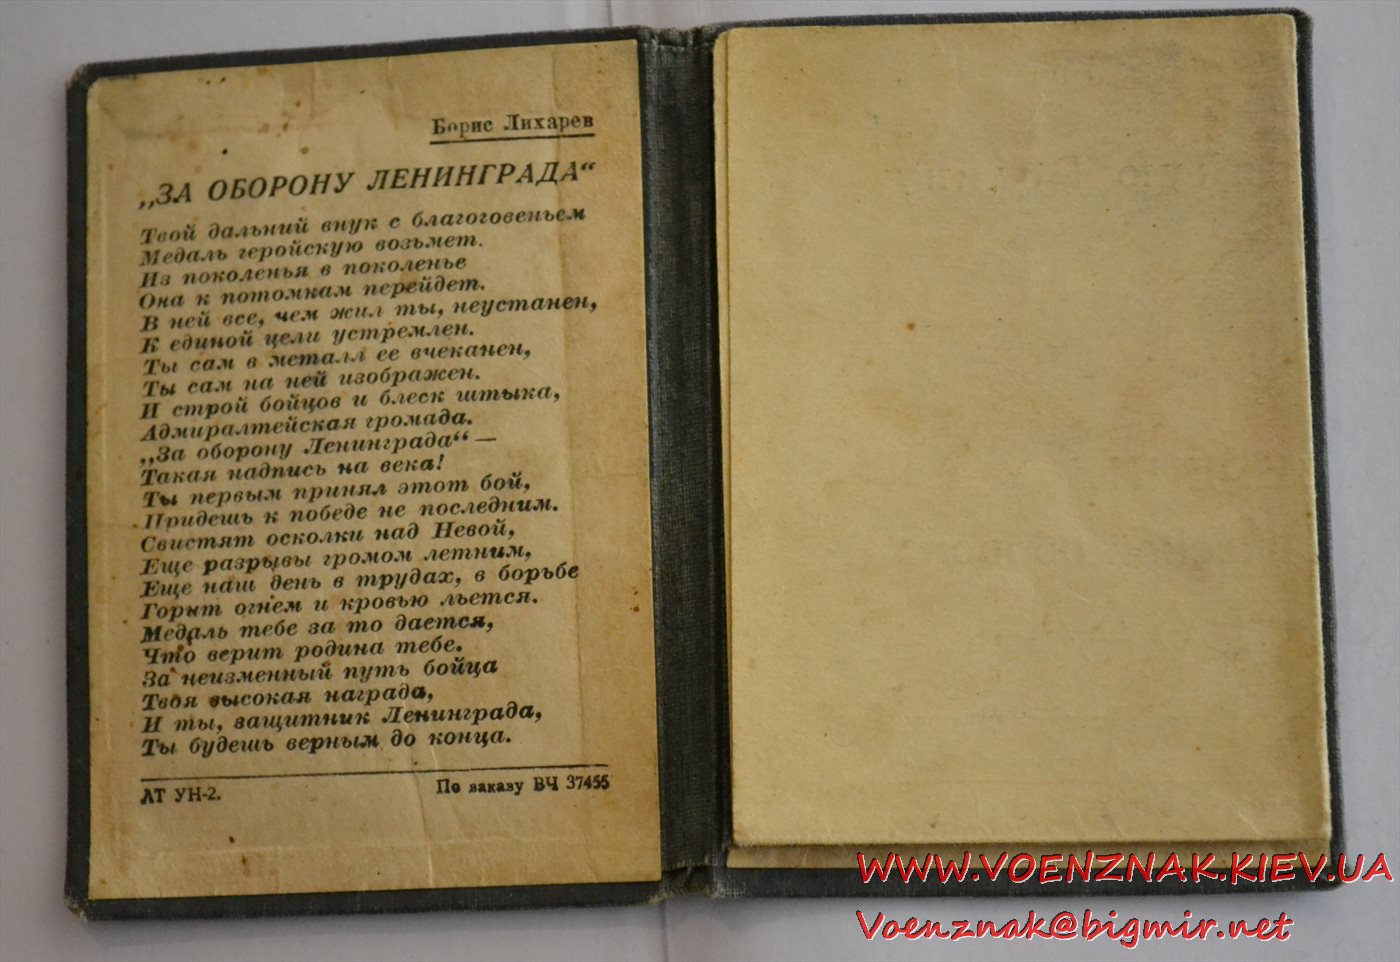 Борис Лихарев
„ЗА ОБОРОНУ ЛЕНИНГРАДА“
Твой дальний внук с благоговеньем
Медаль геройскую возьмет.
Из поколенья в поколенье
Она к потомкам перейдет.
В ней все, чем жил ты, неустанен,
К единой цели устремлен.
Ты сам в металл ее вчеканен,
Ты сам на ней изображен.
И строй бойцов и блеск штыка,
Адмиралтейская громада.
„За оборону Ленинграда“ —
Такая надпись на века!
Ты первым принял этот бой,
Придешь к победе не последним.
Свистят осколки над Невой,
Еще разрывы громом летним,
Еще наш день в трудах, в борьбе
Горит огнем и кровью льется.
Медаль тебе за то дается,
Что верит родина тебе.
За неизменный путь бойца
Твоя высокая награда,
И ты, защитник Ленинграда,
Ты будешь верным до конца.
ЛТ УН-2. По заказу ВЧ 37455
WWW.VOENZNAK.KIEV.UA
Voenznak@bigmir.net